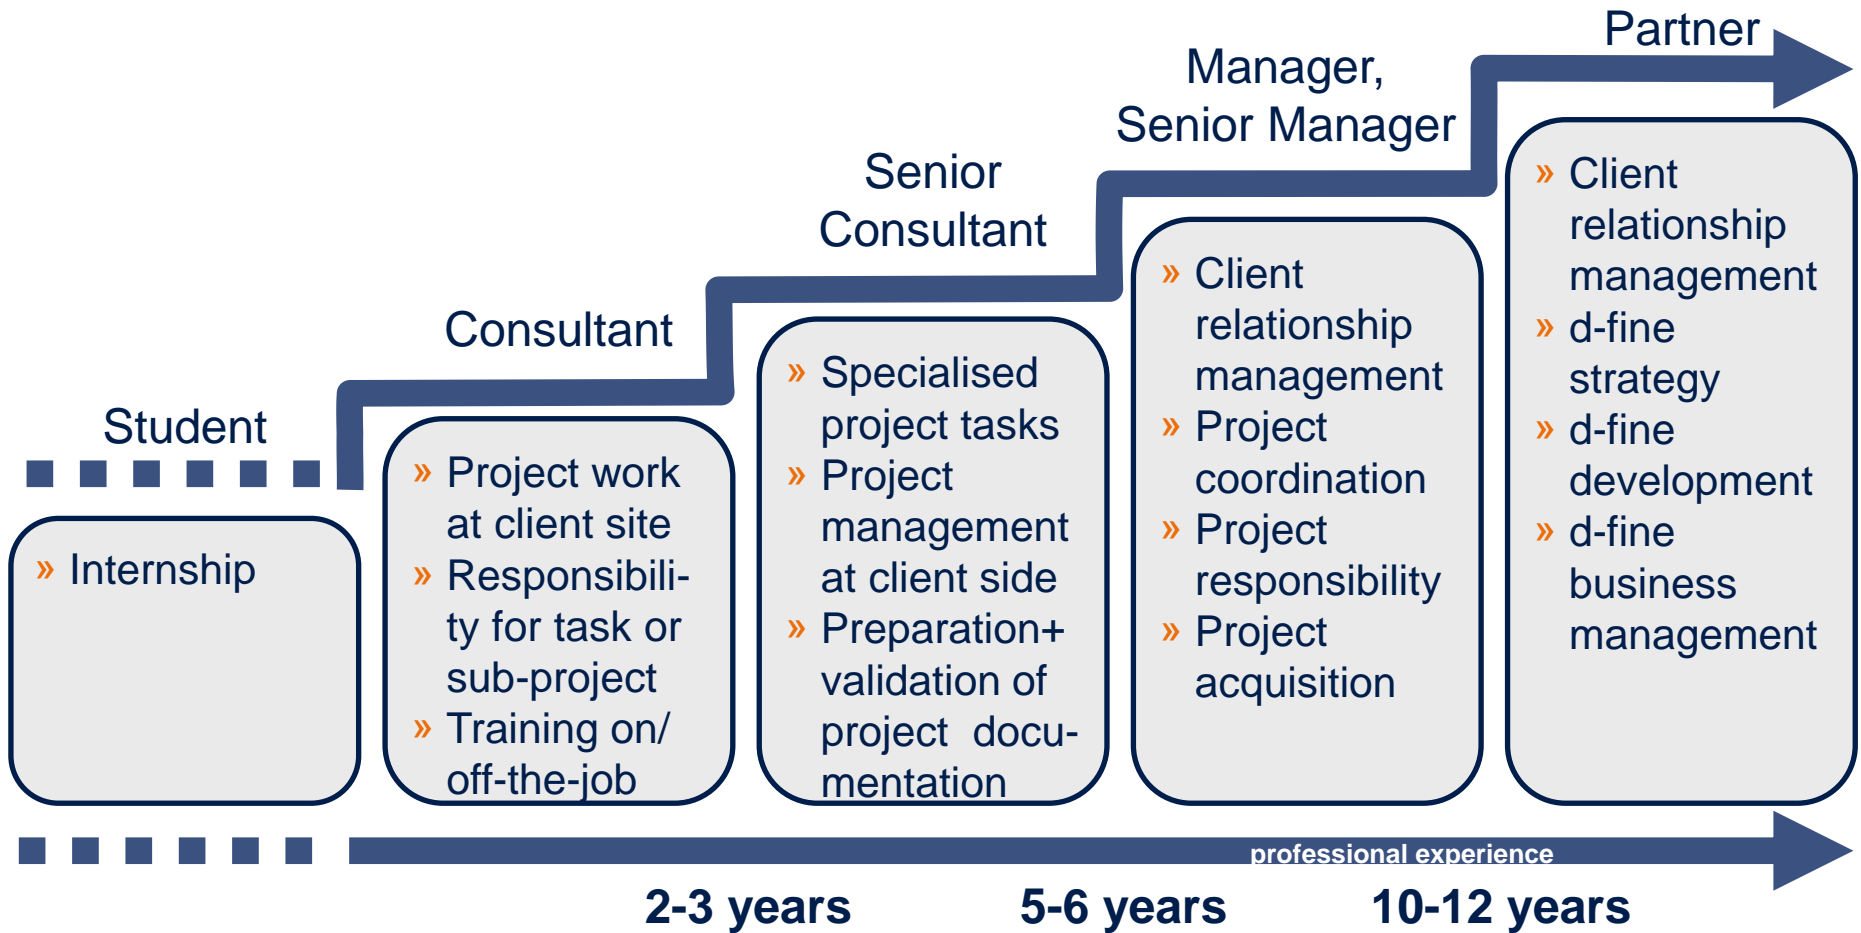 Student
» Internship
Consultant
» Project work
at client site
» Responsibili-
ty for task or
sub-project
» Training on/
off-the-job
Senior
Consultant
» Specialised
project tasks
» Project
management
at client side
» Preparation+
validation of
project docu-
mentation
Manager,
Senior Manager
» Client
relationship
management
» Project
coordination
» Project
responsibility
» Project
acquisition
Partner
» Client
relationship
management
» d-fine
strategy
» d-fine
development
» d-fine
business
management
professional experience
2-3 years
5-6 years
10-12 years